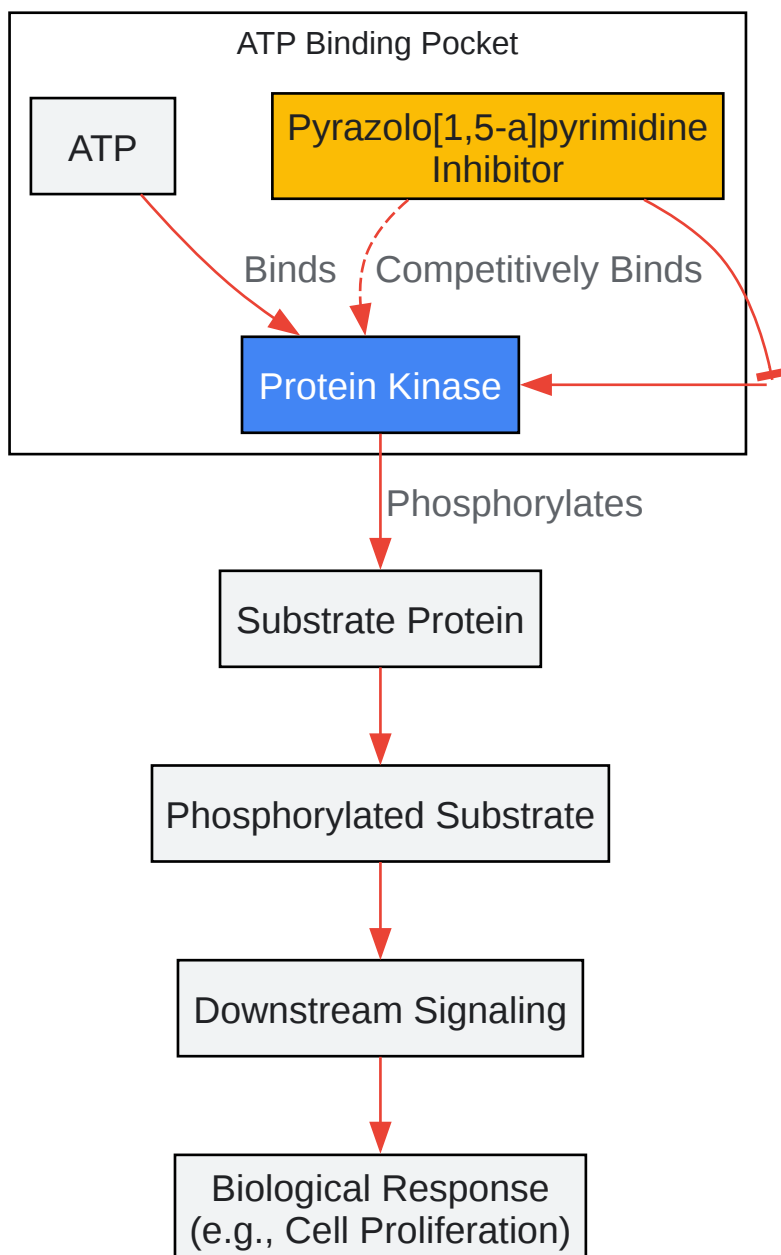 ATP Binding Pocket
ATP
Pyrazolo[1,5-a]pyrimidine
Inhibitor
Binds
Competitively Binds
Protein Kinase
Phosphorylates
Substrate Protein
Phosphorylated Substrate
Downstream Signaling
Biological Response
(e.g., Cell Proliferation)